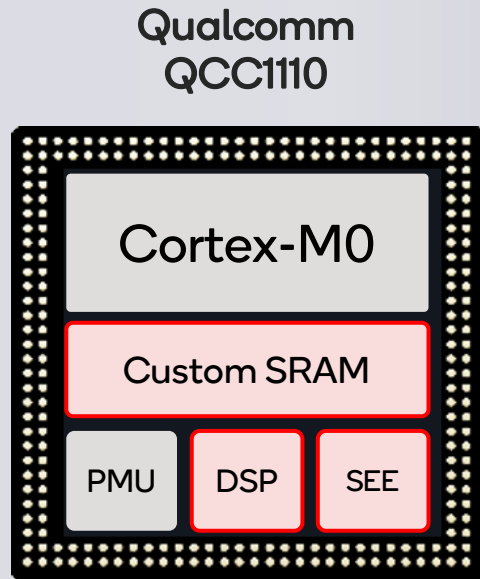 Qualcomm
QCC1110
Cortex-M0
Custom SRAM
PMU DSP SEE